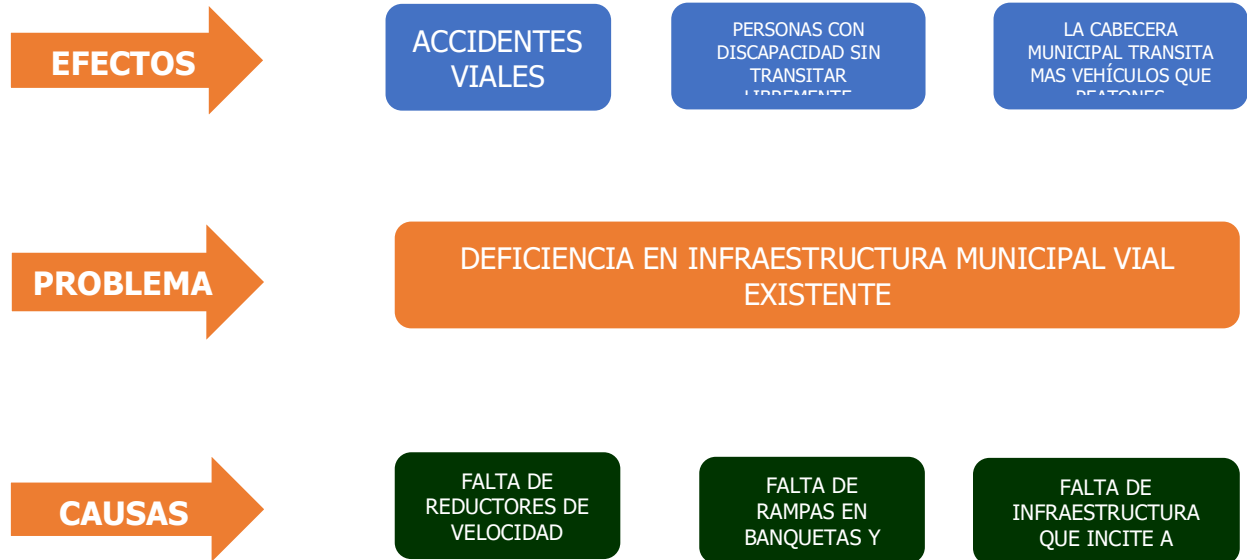 EFECTOS
ACCIDENTES
VIALES
PERSONAS CON
DISCAPACIDAD SIN
TRANSITAR
LIBREMENTE
LA CABECERA
MUNICIPAL TRANSITA
MAS VEHÍCULOS QUE
PEATONES
PROBLEMA
DEFICIENCIA EN INFRAESTRUCTURA MUNICIPAL VIAL
EXISTENTE
CAUSAS
FALTA DE
REDUCTORES DE
VELOCIDAD
FALTA DE
RAMPAS EN
BANQUETAS Y
FALTA DE
INFRAESTRUCTURA
QUE INCITE A